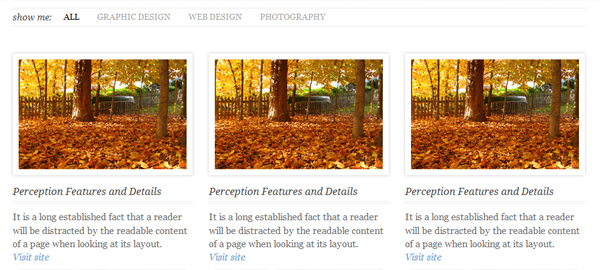 show me: ALL GRAPHIC DESIGN WEB DESIGN PHOTOGRAPHY
Perception Features and Details
It is a long established fact that a reader
will be distracted by the readable content
of a page when looking at its layout.
Visit site
Perception Features and Details
It is a long established fact that a reader
will be distracted by the readable content
of a page when looking at its layout.
Visit site
Perception Features and Details
It is a long established fact that a reader
will be distracted by the readable content
of a page when looking at its layout.
Visit site